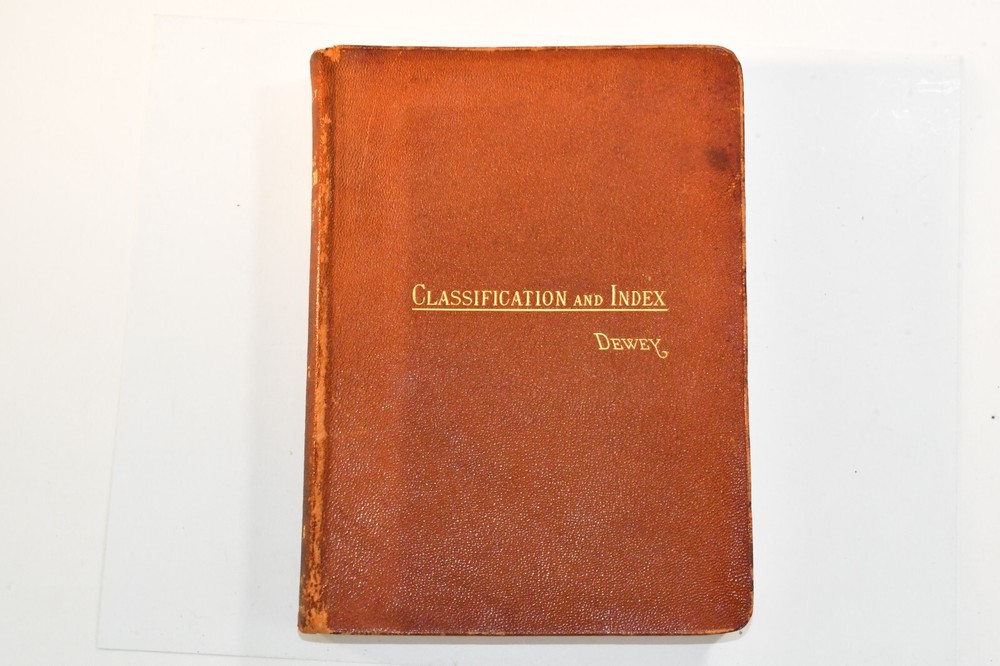 Classification and Index
Dewey